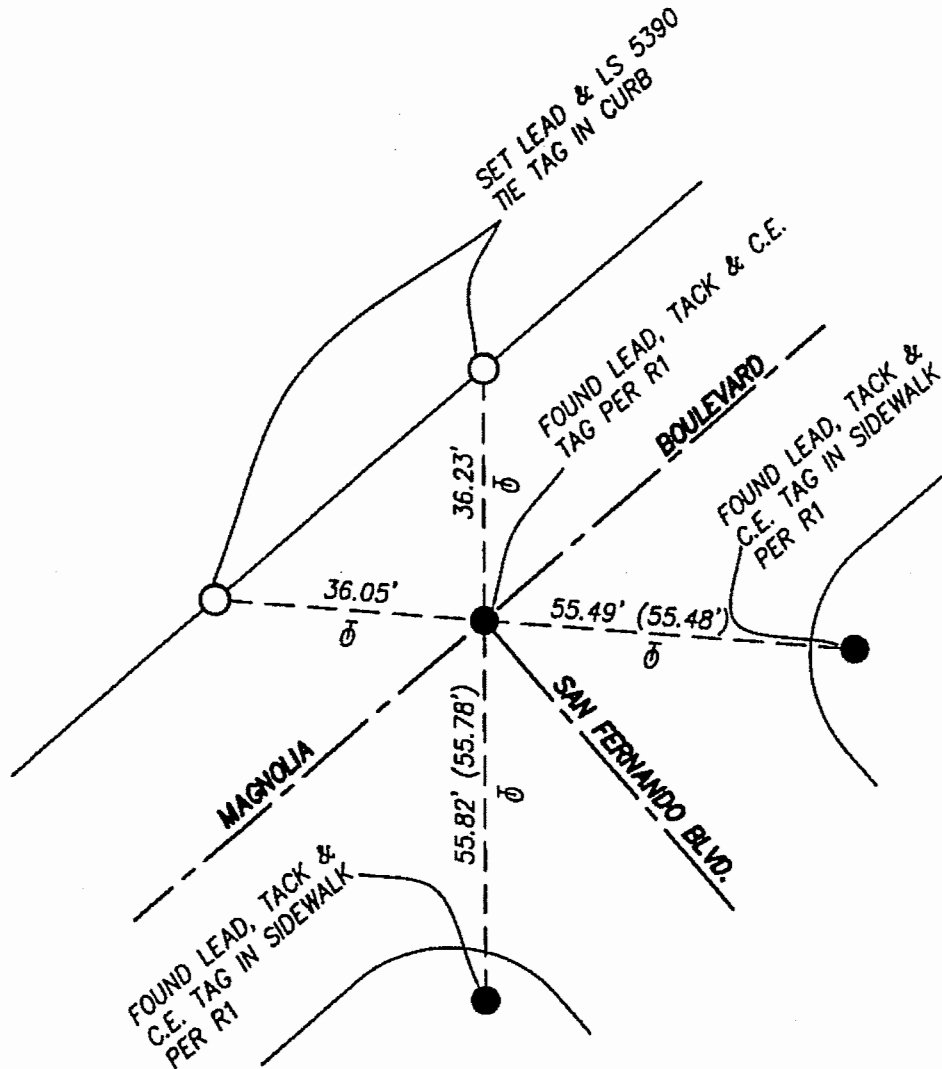 SET LEAD & LS 5390
TIE TAG IN CURB
FOUND LEAD, TACK & C.E.
TAG PER R1
BOULEVARD
FOUND LEAD, TACK &
C.E. TAG IN SIDEWALK
PER R1
36.23'
36.05'
55.49' (55.48')
MAGNOLIA
55.82' (55.78')
SAN FERNANDO BLVD.
FOUND LEAD, TACK &
C.E. TAG IN SIDEWALK
PER R1